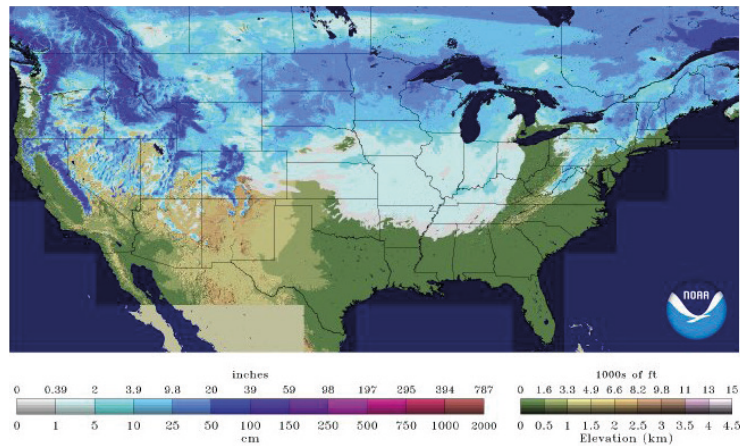 NOAA
inches
0 0.39 2 3.9 9.8 20 39 59 98 197 295 394 787
0 1 5 10 25 50 100 150 250 500 750 1000 2000
cm
1000s of ft
0 1.6 3.3 4.9 6.6 8.2 9.8 11 13 15
0 0.5 1 1.5 2 2.5 3 3.5 4 4.5
Elevation (km)